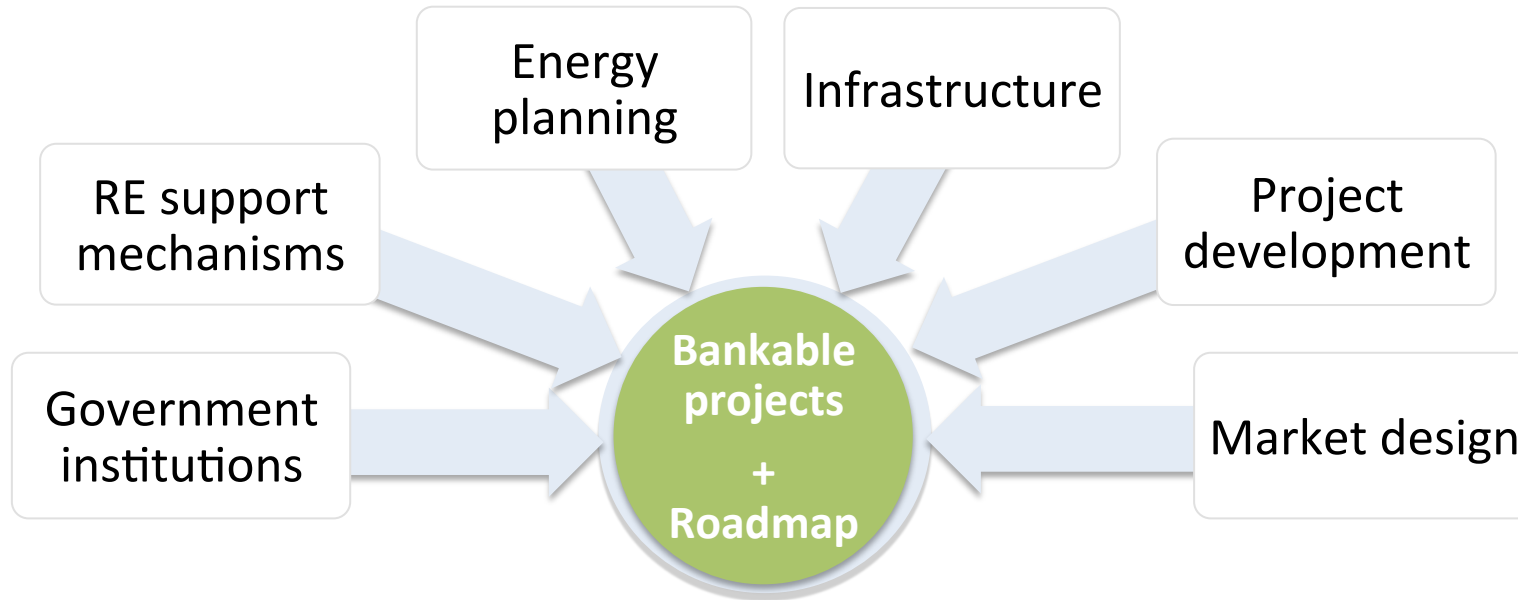 Energy
planning
Infrastructure
RE support
mechanisms
Project
development
Government
institutions
Market design
Bankable
projects
+
Roadmap